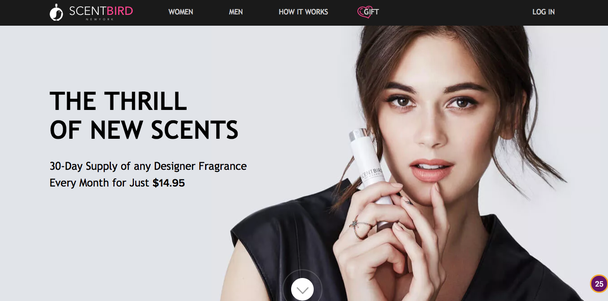 SCENTBIRD
NEW YORK
WOMEN
MEN
HOW IT WORKS
GIFT
LOG IN
THE THRILL
OF NEW SCENTS
30-Day Supply of any Designer Fragrance
Every Month for Just $14.95
SCENTBIRD
25